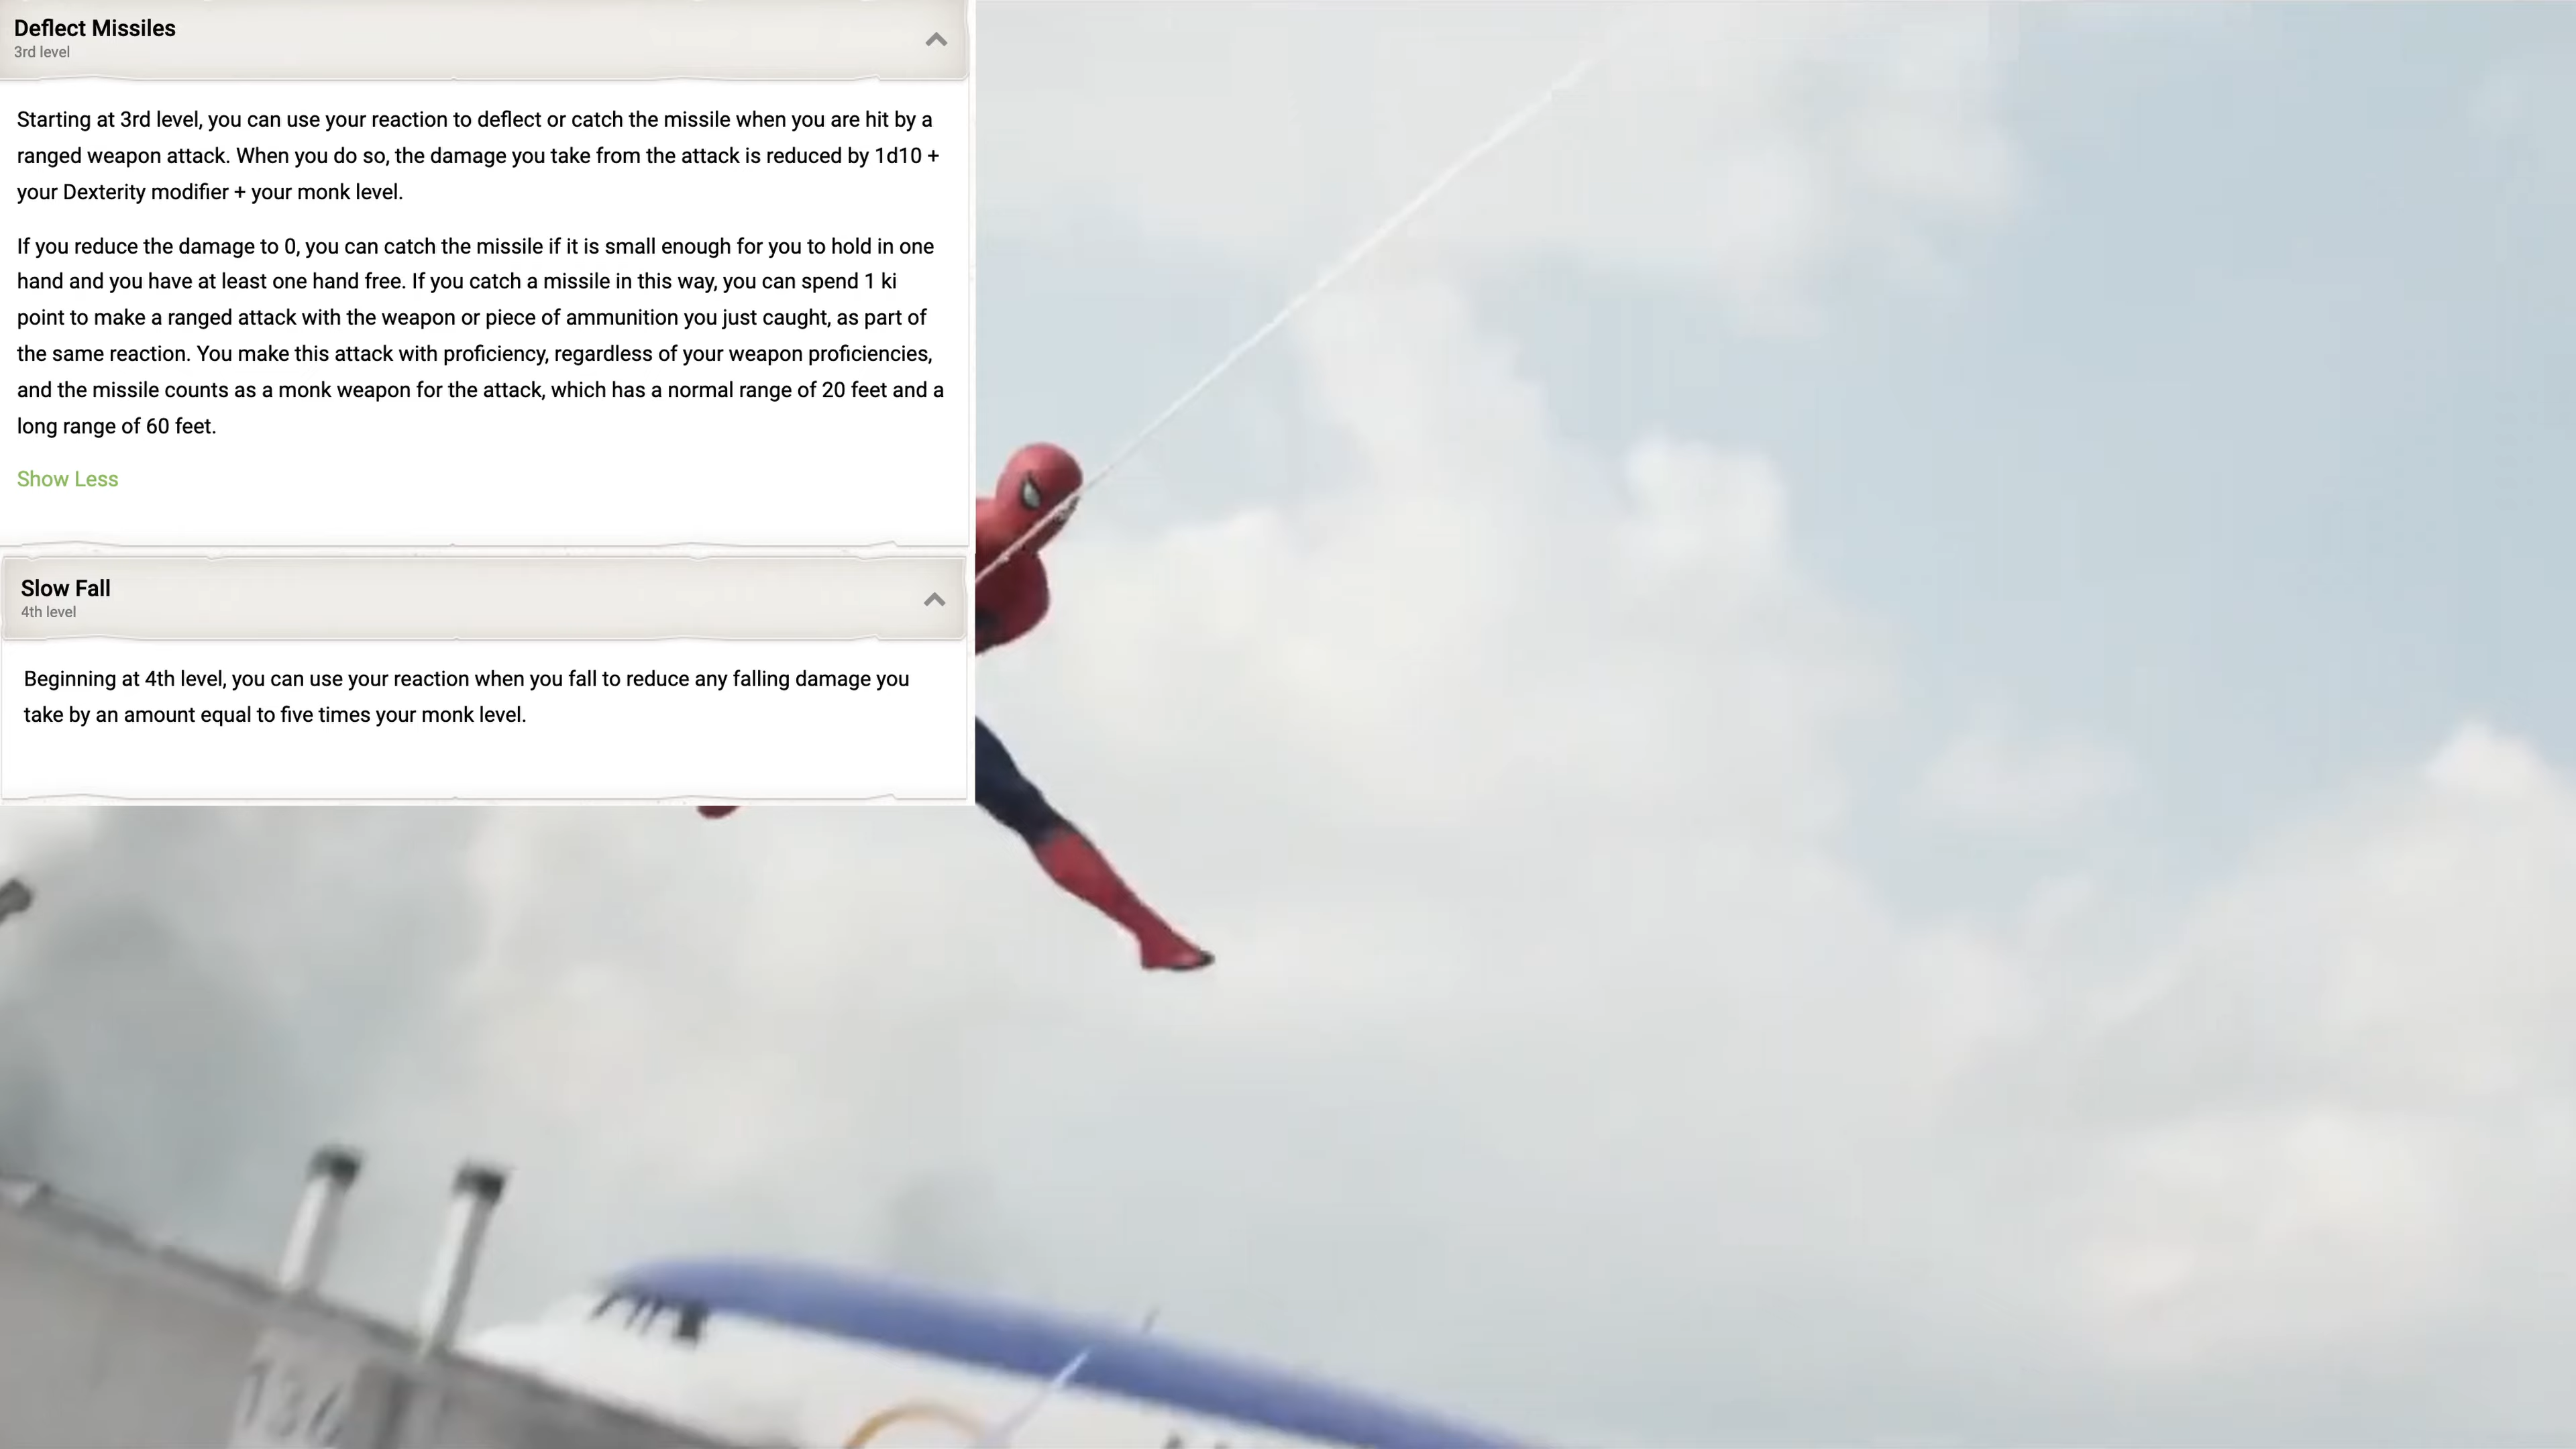 Deflect Missiles
3rd level
Starting at 3rd level, you can use your reaction to deflect or catch the missile when you are hit by a
ranged weapon attack. When you do so, the damage you take from the attack is reduced by 1d10 +
your Dexterity modifier + your monk level.
If you reduce the damage to 0, you can catch the missile if it is small enough for you to hold in one
hand and you have at least one hand free. If you catch a missile in this way, you can spend 1 ki
point to make a ranged attack with the weapon or piece of ammunition you just caught, as part of
the same reaction. You make this attack with proficiency, regardless of your weapon proficiencies,
and the missile counts as a monk weapon for the attack, which has a normal range of 20 feet and a
long range of 60 feet.
Show Less
Slow Fall
4th level
Beginning at 4th level, you can use your reaction when you fall to reduce any falling damage you
take by an amount equal to five times your monk level.